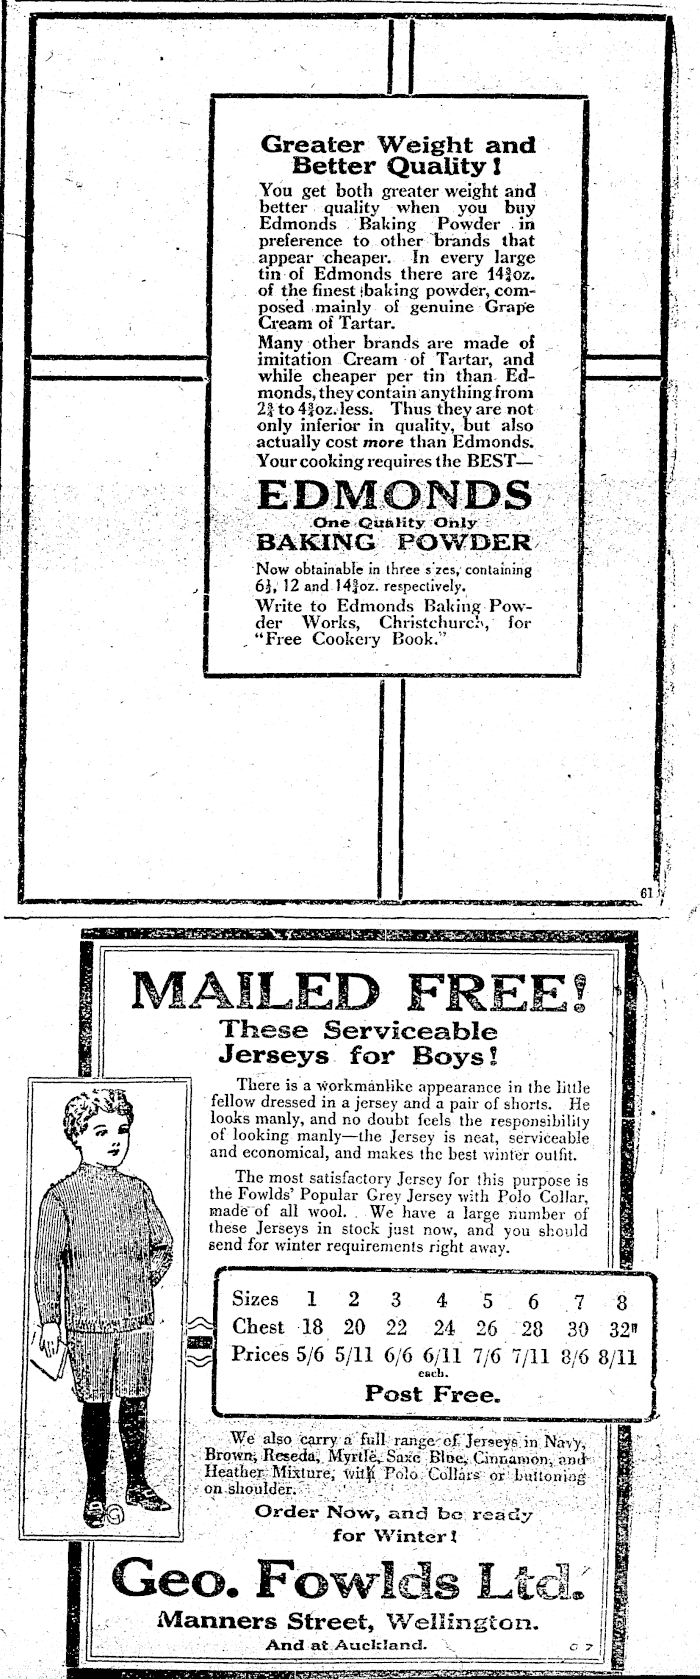 Greater Weight and
Better Quality!
You get both greater weight and
better quality when you buy
Edmonds Baking Powder in
preference to other brands that
appear cheaper. In every large
tin of Edmonds there are 14¾oz.
of the finest baking powder, com-
posed mainly of genuine Grape
Cream of Tartar.
Many other brands are made of
imitation Cream of Tartar, and
while cheaper per tin than Ed-
monds, they contain anything from
2¾ to 4¾oz. less. Thus they are not
only inferior in quality, but also
actually cost more than Edmonds.
Your cooking requires the BEST—
EDMONDS
One Quality Only
BAKING POWDER
Now obtainable in three sizes, containing
6½, 12 and 14¾oz. respectively.
Write to Edmonds Baking Pow-
der Works, Christchurch, for
"Free Cookery Book."
61
MAILED FREE!
These Serviceable
Jerseys for Boys!
There is a workmanlike appearance in the little
fellow dressed in a jersey and a pair of shorts. He
looks manly, and no doubt feels the responsibility
of looking manly—the Jersey is neat, serviceable
and economical, and makes the best winter outfit.
The most satisfactory Jersey for this purpose is
the Fowlds' Popular Grey Jersey with Polo Collar,
made of all wool. We have a large number of
these Jerseys in stock just now, and you should
send for winter requirements right away.
Sizes 1 2 3 4 5 6 7 8
Chest 18 20 22 24 26 28 30 32"
Prices 5/6 5/11 6/6 6/11 7/6 7/11 8/6 8/11
each.
Post Free.
We also carry a full range of Jerseys in Navy,
Brown, Reseda, Myrtle, Saxe Blue, Cinnamon, and
Heather Mixture, with Polo Collars or buttoning
on shoulder.
Order Now, and be ready
for Winter!
Geo. Fowlds Ltd.
Manners Street, Wellington.
And at Auckland.
G 7